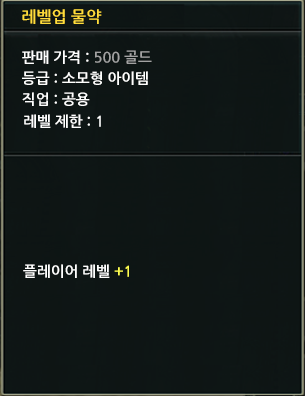 레벨업 물약
판매 가격 : 500 골드
등급 : 소모형 아이템
직업 : 공용
레벨 제한 : 1
플레이어 레벨 +1